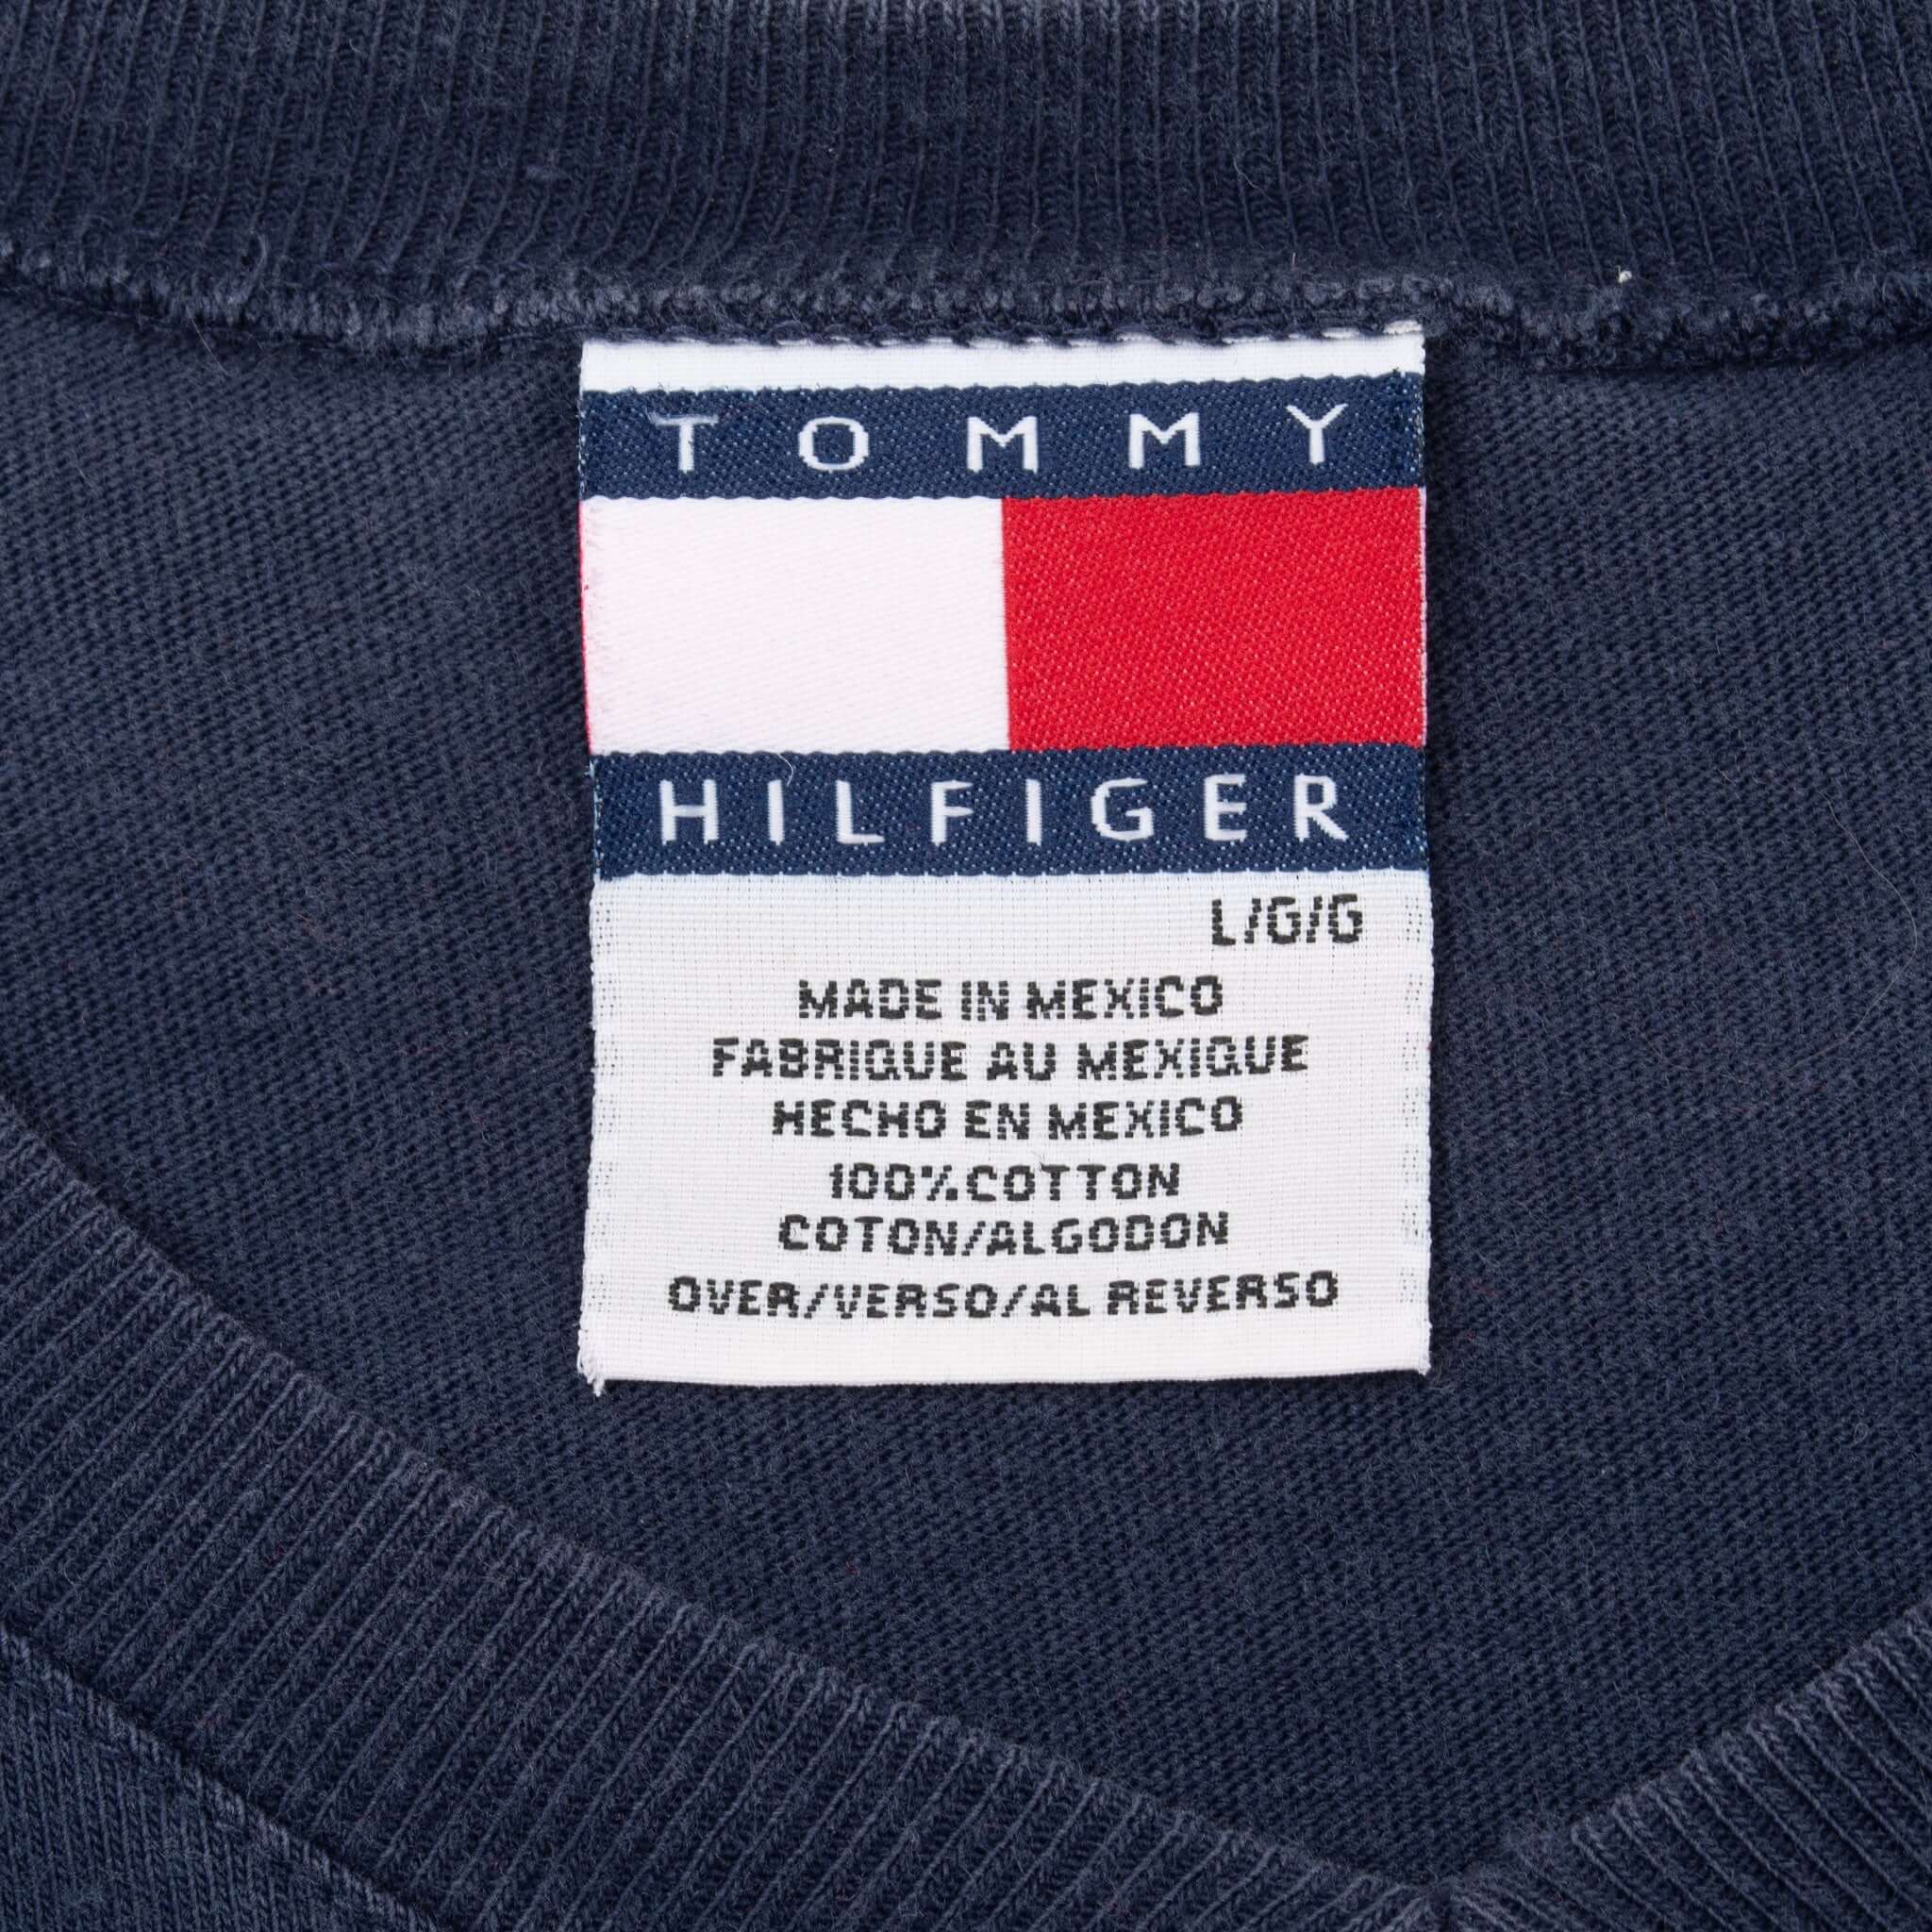 TOMMY
HILFIGER
L/G/G
MADE IN MEXICO
FABRIQUE AU MEXIQUE
HECHO EN MEXICO
100% COTTON
COTON/ALGODON
OVER/VERSO/AL REVERSO